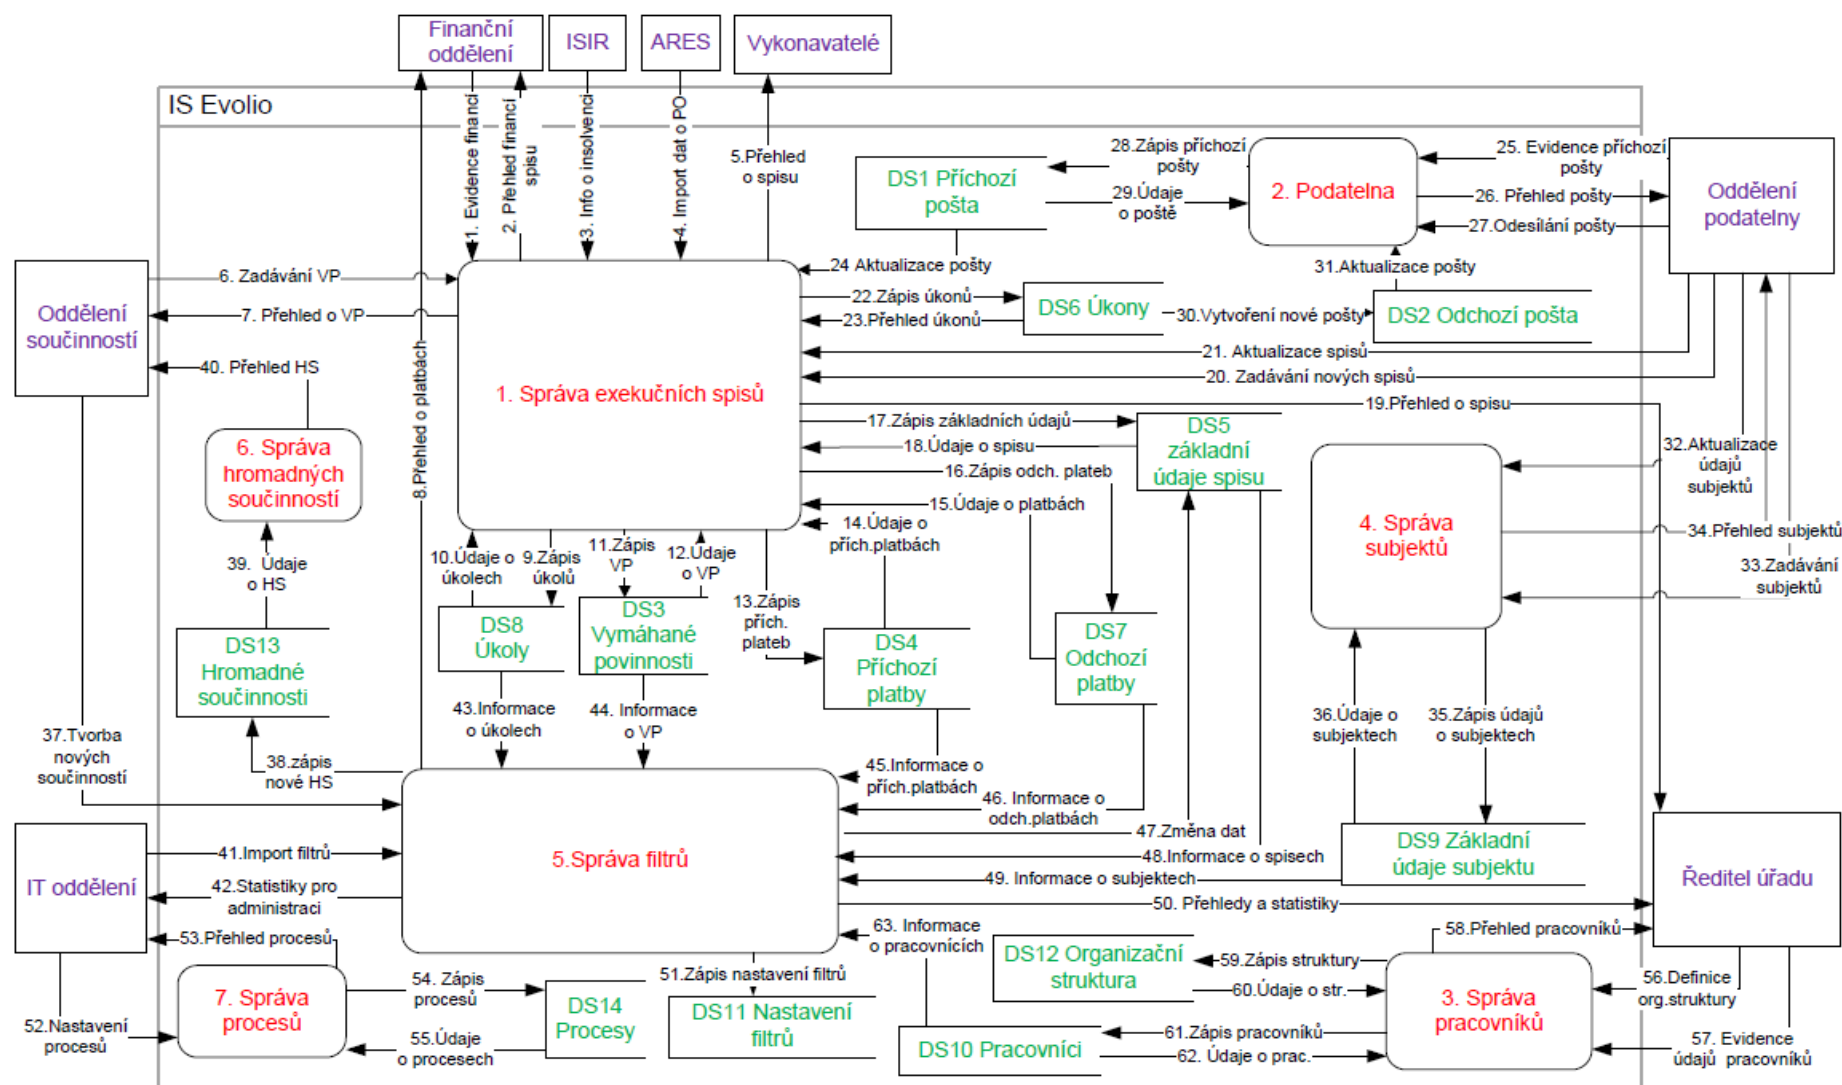 Finanční
oddělení
ISIR
ARES
Vykonavatelé
IS Evolio
1. Evidence financí
2. Přehled financí
spisu
3. Info o insolvenci
4. Import dat o PO
5.Přehled
o spisu
28.Zápis příchozí
pošty
25. Evidence příchozí
pošty
DS1 Příchozí
pošta
29.Údaje
o poště
2. Podatelna
26. Přehled pošty
27.Odesílání pošty
Oddělení
podatelny
6. Zadávání VP
24 Aktualizace pošty
31.Aktualizace pošty
Oddělení
součinností
7. Přehled o VP
22.Zápis úkonů
23.Přehled úkonů
DS6 Úkony
30.Vytvoření nové pošty
DS2 Odchozí pošta
40. Přehled HS
8.Přehled o platbách
1. Správa exekučních spisů
21. Aktualizace spisů
20. Zadávání nových spisů
19.Přehled o spisu
17.Zápis základních údajů
18.Údaje o spisu
16.Zápis odch. plateb
15.Údaje o platbách
14.Údaje o
přích.platbách
DS5
základní
údaje spisu
6. Správa
hromadných
součinností
32.Aktualizace
údajů
subjektů
4. Správa
subjektů
34.Přehled subjektů
33.Zadávání
subjektů
39. Údaje
o HS
10.Údaje o
úkolech
9.Zápis
úkolů
11.Zápis
VP
12.Údaje
o VP
13.Zápis
přích.
plateb
DS13
Hromadné
součinnosti
DS8
Úkoly
DS3
Vymáhané
povinnosti
DS4
Příchozí
platby
DS7
Odchozí
platby
37.Tvorba
nových
součinností
38.zápis
nové HS
43.Informace
o úkolech
44. Informace
o VP
36.Údaje o
subjektech
35.Zápis údajů
o subjektech
45.Informace o
přích.platbách
46. Informace o
odch.platbách
47.Změna dat
48.Informace o spisech
49. Informace o subjektech
50. Přehledy a statistiky
DS9 Základní
údaje subjektu
IT oddělení
41.Import filtrů
42.Statistiky pro
administraci
5.Správa filtrů
Ředitel úřadu
53.Přehled procesů
63. Informace
o pracovnících
58.Přehled pracovníků
51.Zápis nastavení filtrů
DS12 Organizační
struktura
59.Zápis struktury
60.Údaje o str.
56.Definice
org.struktury
7. Správa
procesů
54. Zápis
procesů
DS14
Procesy
DS11 Nastavení
filtrů
3. Správa
pracovníků
52.Nastavení
procesů
55.Údaje
o procesech
DS10 Pracovníci
61.Zápis pracovníků
62. Údaje o prac.
57. Evidence
údajů pracovníků